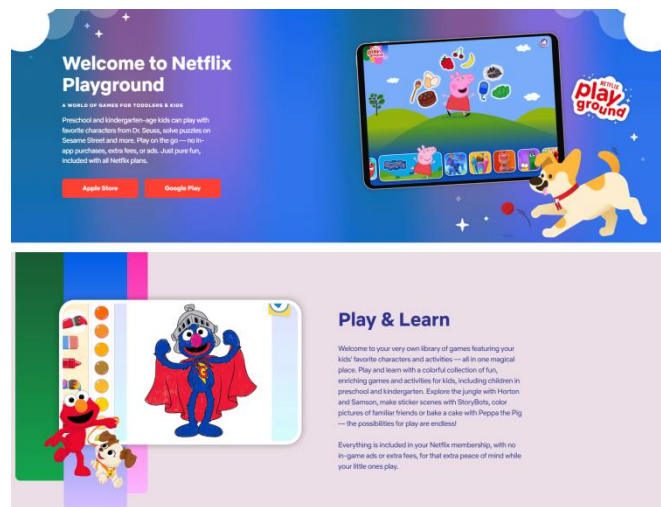 Welcome to Netflix
Playground
A WORLD OF GAMES FOR TODDLERS & KIDS
Preschool and kindergarten-age kids can play with
favorite characters from Dr. Seuss, solve puzzles on
Sesame Street and more. Play on the go — no in-
app purchases, extra fees, or ads. Just pure fun,
included with all Netflix plans.
Apple Store
Google Play
NETFLIX
play
ground
Play & Learn
Welcome to your very own library of games featuring your
kids' favorite characters and activities — all in one magical
place. Play and learn with a colorful collection of fun,
enriching games and activities for kids, including children in
preschool and kindergarten. Explore the jungle with Horton
and Samson, make sticker scenes with StoryBots, color
pictures of familiar friends or bake a cake with Peppa the Pig
— the possibilities for play are endless!
Everything is included in your Netflix membership, with no
in-game ads or extra fees, for that extra peace of mind while
your little ones play.